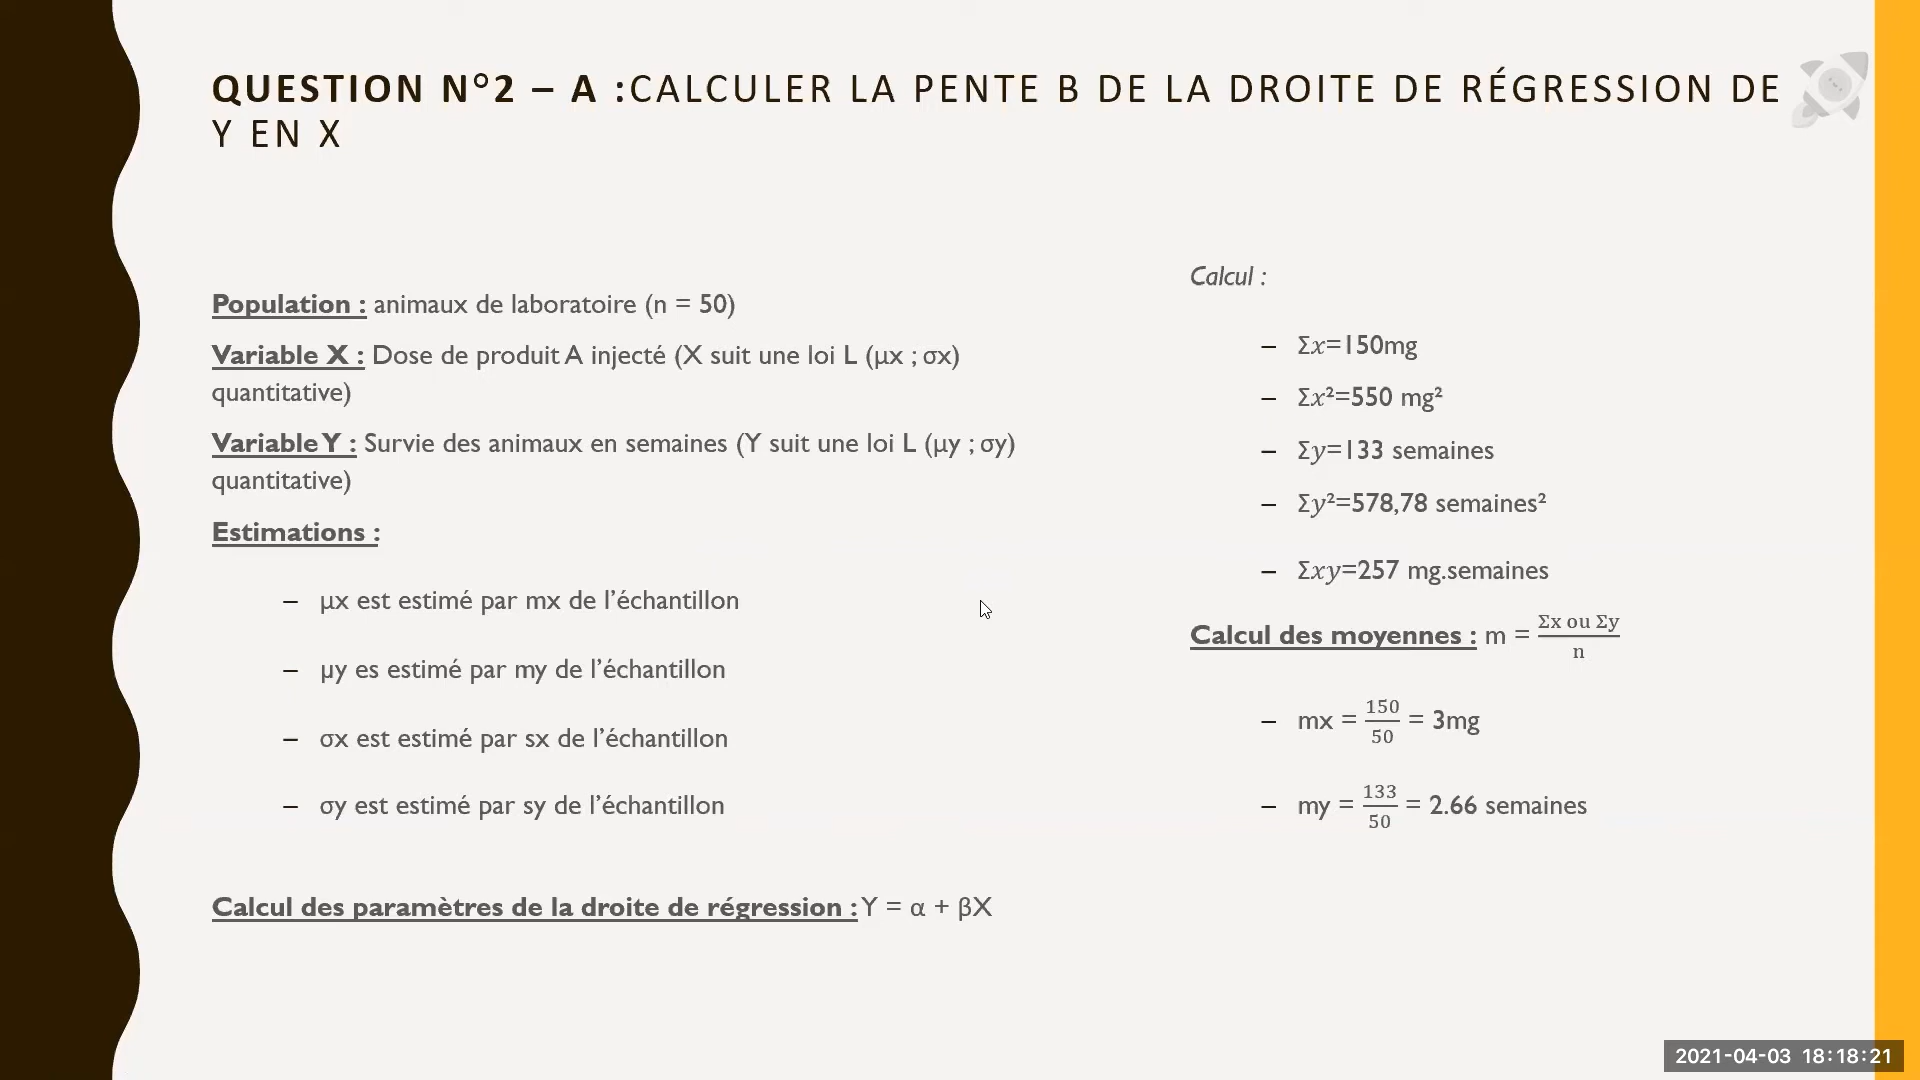 QUESTION N°2 – A :CALCULER LA PENTE B DE LA DROITE DE RÉGRESSION DE
Y EN X
Population : animaux de laboratoire (n = 50)
Variable X : Dose de produit A injecté (X suit une loi L (μx ; σx)
quantitative)
Variable Y : Survie des animaux en semaines (Y suit une loi L (μy ; σy)
quantitative)
Estimations :
– μx est estimé par mx de l’échantillon
– μy es estimé par my de l’échantillon
– σx est estimé par sx de l’échantillon
– σy est estimé par sy de l’échantillon
Calcul des paramètres de la droite de régression : Y = α + βX
Calcul :
– Σx=150mg
– Σx²=550 mg²
– Σy=133 semaines
– Σy²=578,78 semaines²
– Σxy=257 mg.semaines
Calcul des moyennes : m = Σx ou Σy / n
– mx = 150/50 = 3mg
– my = 133/50 = 2.66 semaines
2021-04-03 18:18:21